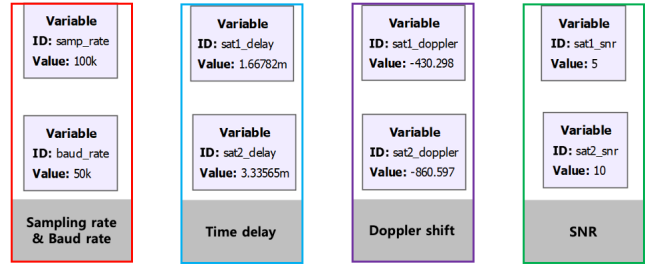 Variable
ID: samp_rate
Value: 100k
Variable
ID: baud_rate
Value: 50k
Sampling rate
& Baud rate
Variable
ID: sat1_delay
Value: 1.66782m
Variable
ID: sat2_delay
Value: 3.33565m
Time delay
Variable
ID: sat1_doppler
Value: -430.298
Variable
ID: sat2_doppler
Value: -860.597
Doppler shift
Variable
ID: sat1_snr
Value: 5
Variable
ID: sat2_snr
Value: 10
SNR